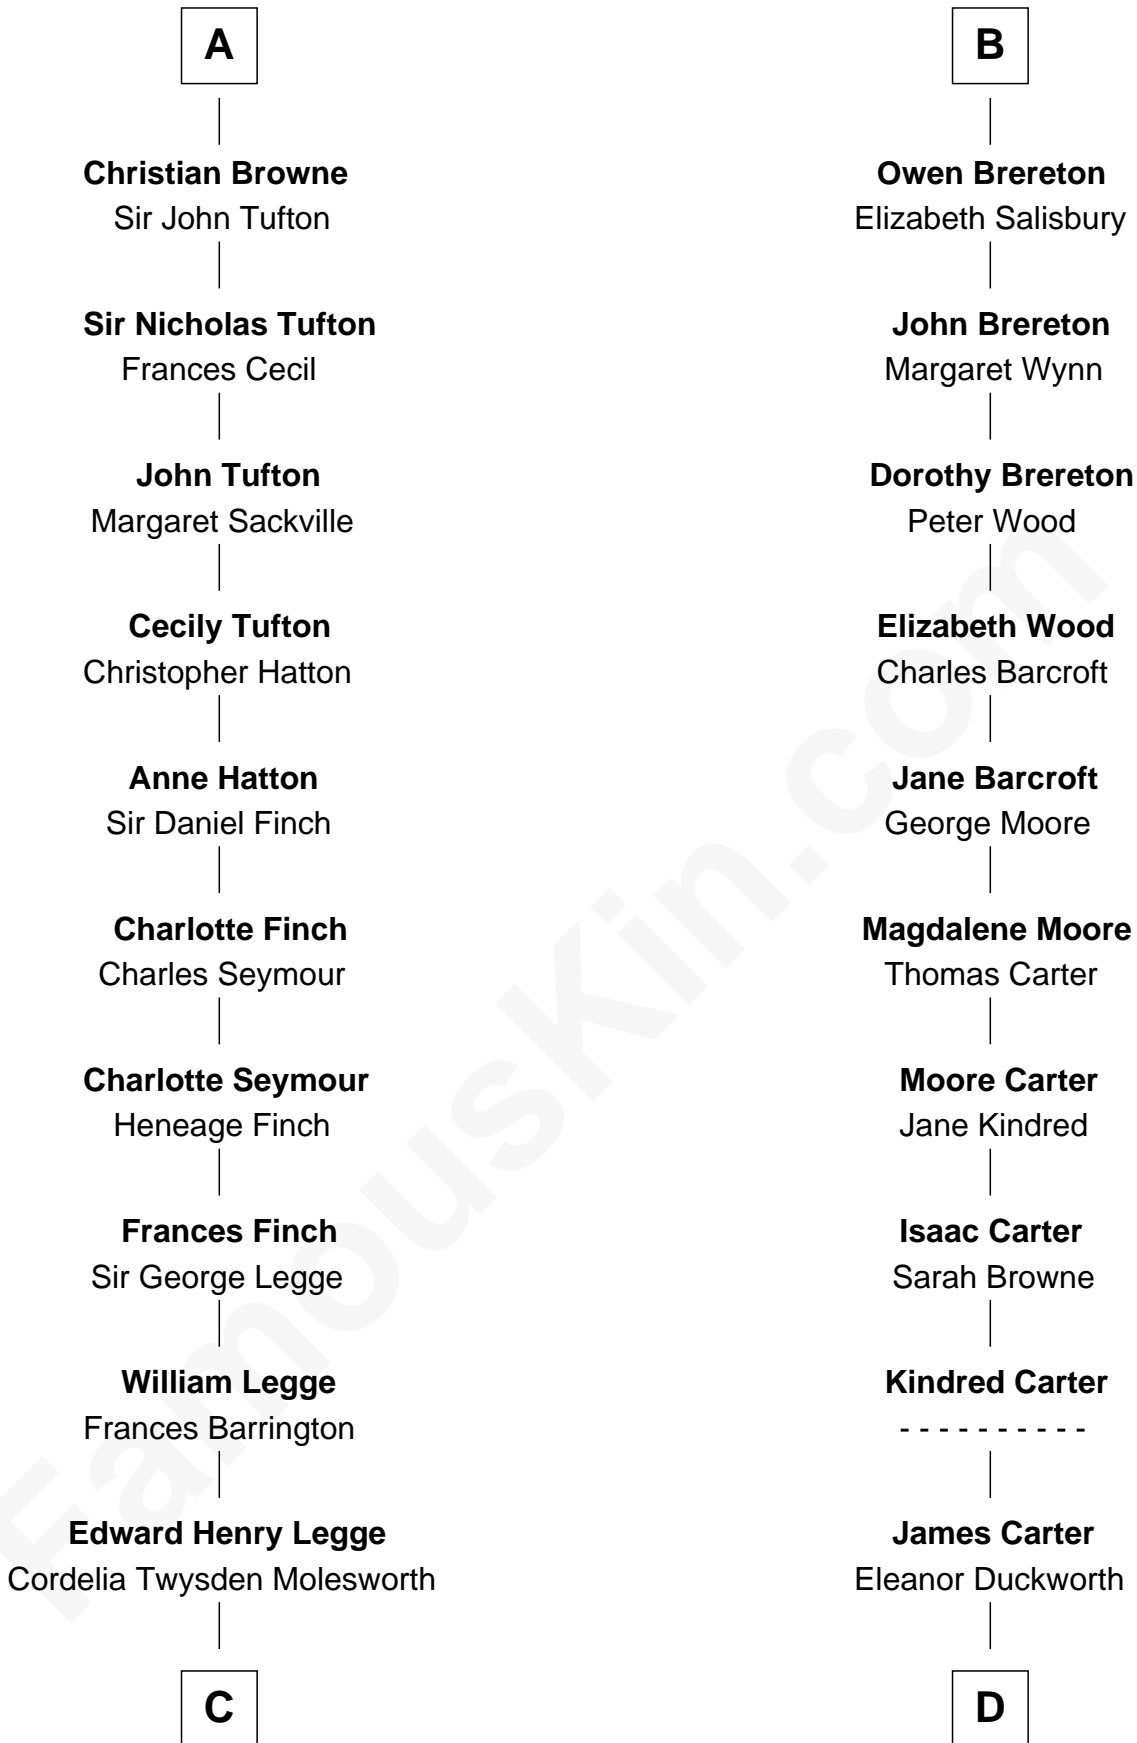 A
Christian Browne
Sir John Tufton
Sir Nicholas Tufton
Frances Cecil
John Tufton
Margaret Sackville
Cecily Tufton
Christopher Hatton
Anne Hatton
Sir Daniel Finch
Charlotte Finch
Charles Seymour
Charlotte Seymour
Heneage Finch
Frances Finch
Sir George Legge
William Legge
Frances Barrington
Edward Henry Legge
Cordelia Twysden Molesworth
C
B
Owen Brereton
Elizabeth Salisbury
John Brereton
Margaret Wynn
Dorothy Brereton
Peter Wood
Elizabeth Wood
Charles Barcroft
Jane Barcroft
George Moore
Magdalene Moore
Thomas Carter
Moore Carter
Jane Kindred
Isaac Carter
Sarah Browne
Kindred Carter
- - - - - - - - - -
James Carter
Eleanor Duckworth
D
FamousKin.com